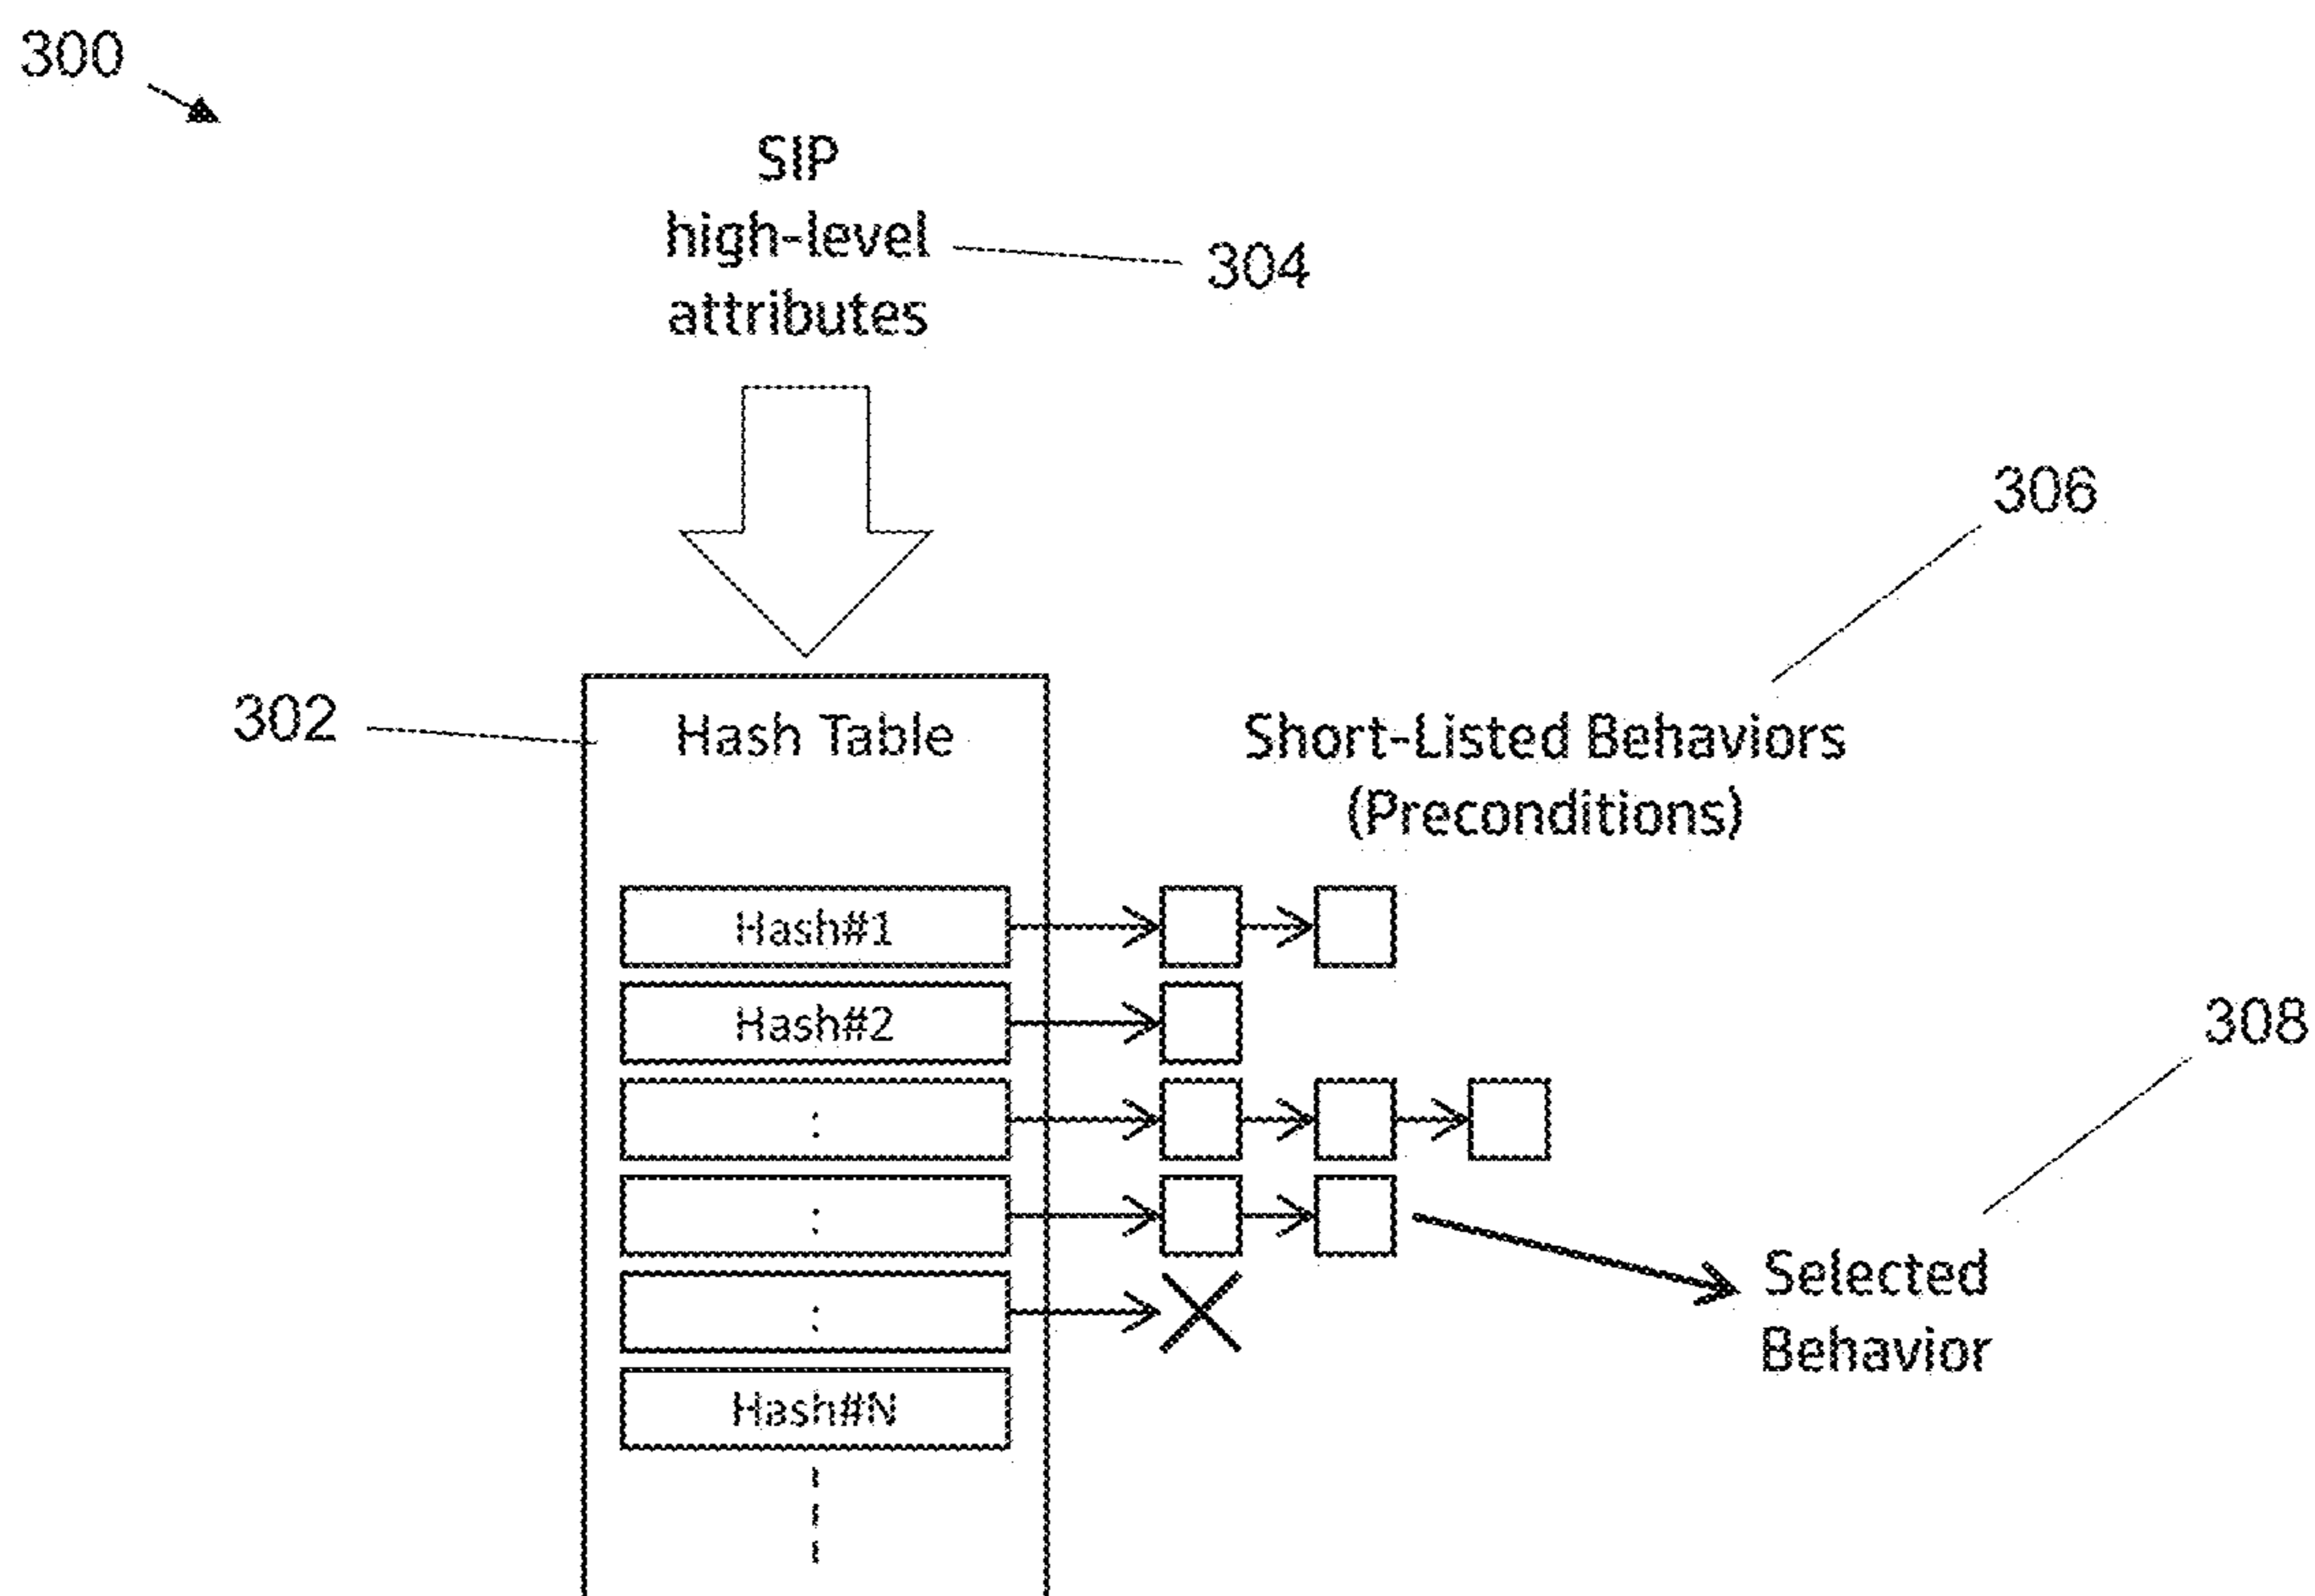 300
SIP
high-level
attributes
304
306
302
Hash Table
Short-Listed Behaviors
(Preconditions)
Hash#1
Hash#2
:
:
:
Hash#N
308
Selected
Behavior